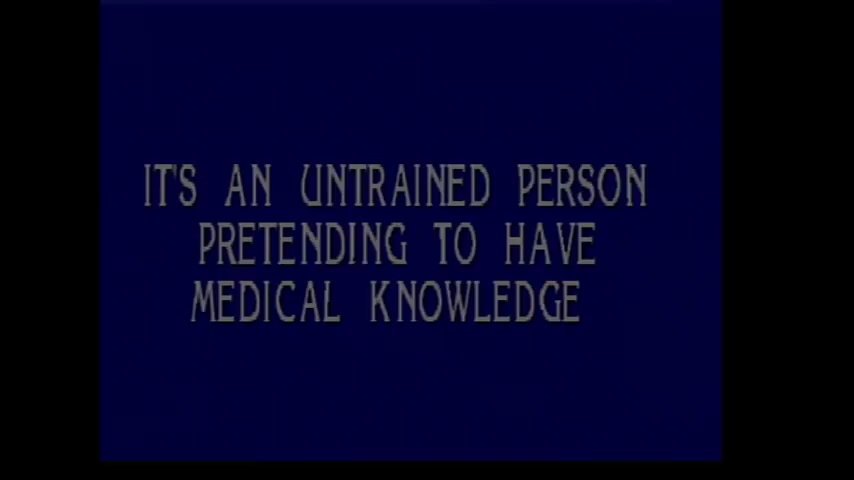 IT'S AN UNTRAINED PERSON
PRETENDING TO HAVE
MEDICAL KNOWLEDGE